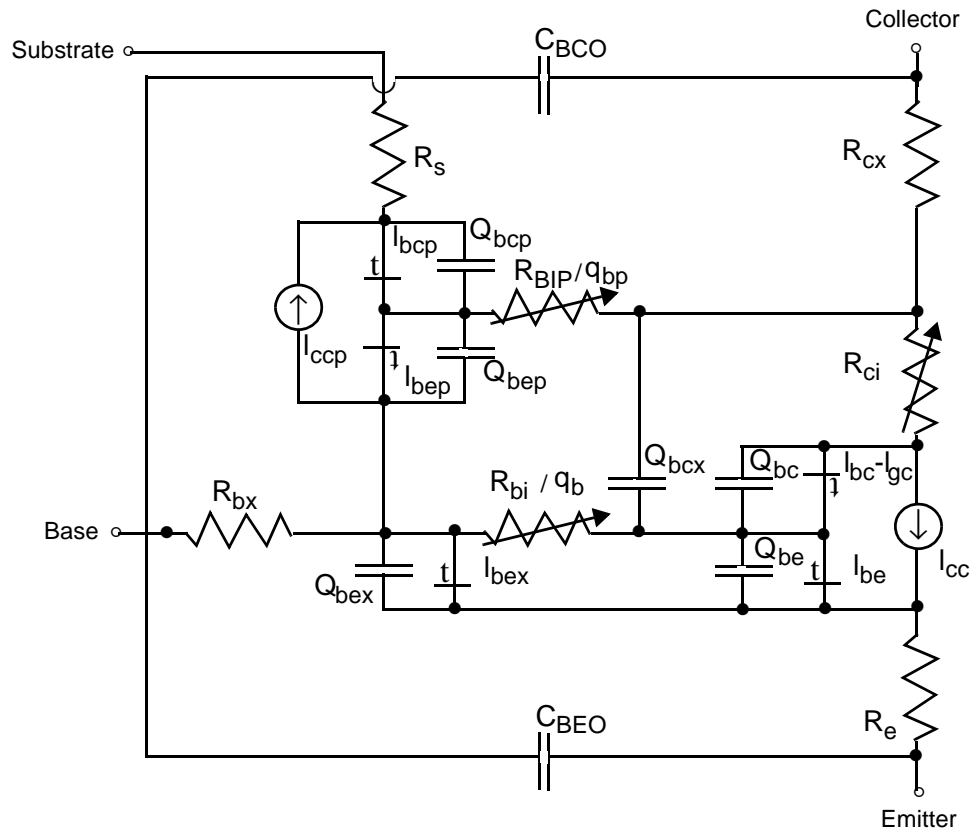 Collector
Substrate
C_BCO
R_s
R_cx
I_bcp
Q_bcp
t
R_BIP/q_bp
I_ccp
t
I_bep
Q_bep
R_ci
R_bx
R_bi / q_b
Q_bcx
Q_bc
t
I_bc-I_gc
Base
Q_bex
t
I_bex
Q_be
t
I_be
I_cc
C_BEO
R_e
Emitter